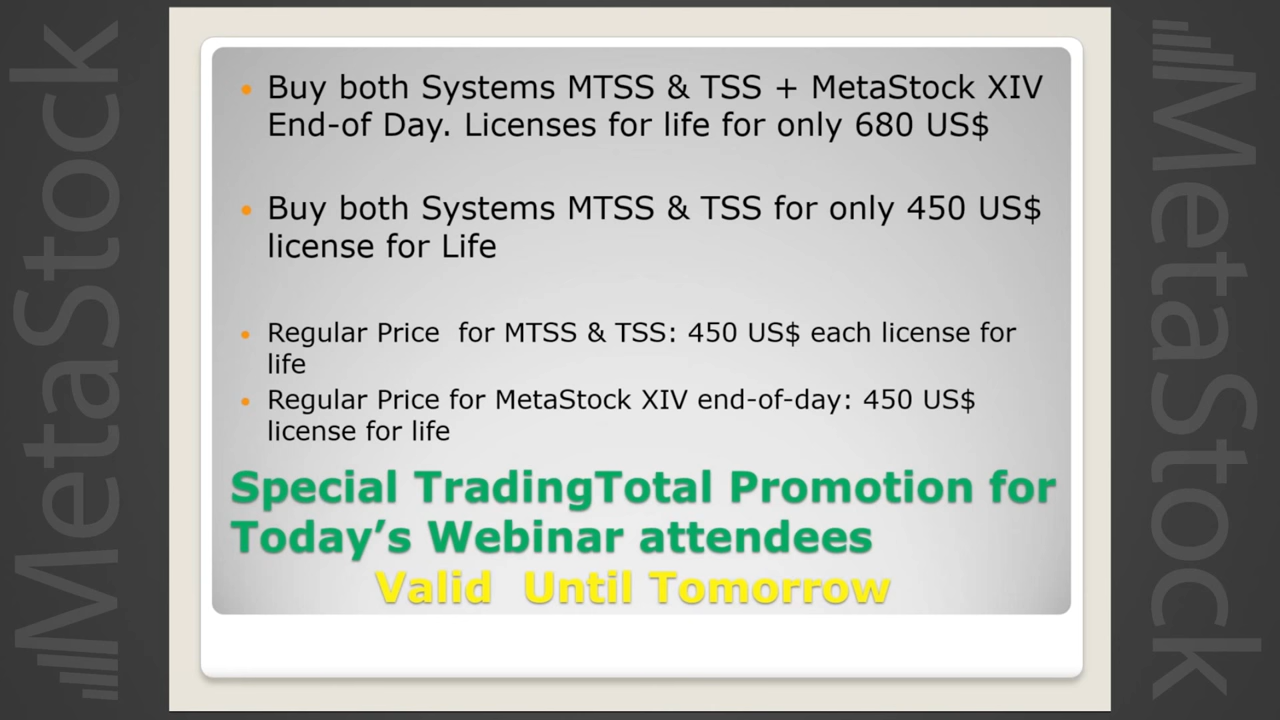 MetaStock
• Buy both Systems MTSS & TSS + MetaStock XIV
End-of Day. Licenses for life for only 680 US$
• Buy both Systems MTSS & TSS for only 450 US$
license for Life
• Regular Price  for MTSS & TSS: 450 US$ each license for
life
• Regular Price for MetaStock XIV end-of-day: 450 US$
license for life
Special TradingTotal Promotion for
Today’s Webinar attendees
Valid  Until Tomorrow
MetaStock